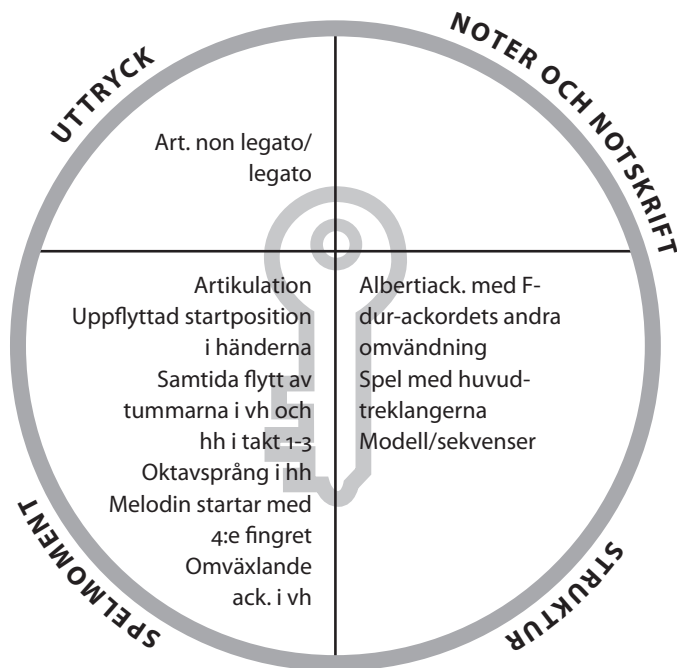 UTTRYCK
NOTER OCH NOTSKRIFT
Art. non legato/
legato
Artikulation
Uppflyttad startposition
i händerna
Samtida flytt av
tummarna i vh och
hh i takt 1-3
Oktavsprång i hh
Melodin startar med
4:e fingret
Omväxlande
ack. i vh
Albertiack. med F-
dur-ackordets andra
omvändning
Spel med huvud-
treklangerna
Modell/sekvenser
SPELMOMENT
STRUKTUR